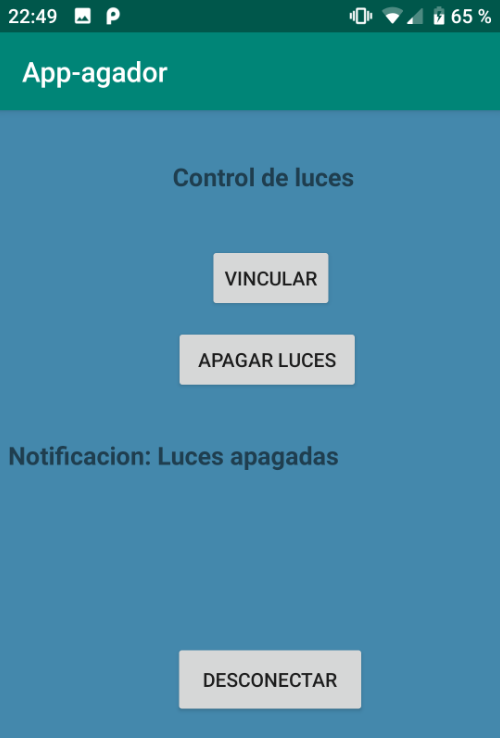 22:49 65 %
App-agador
Control de luces
VINCULAR
APAGAR LUCES
Notificacion: Luces apagadas
DESCONECTAR